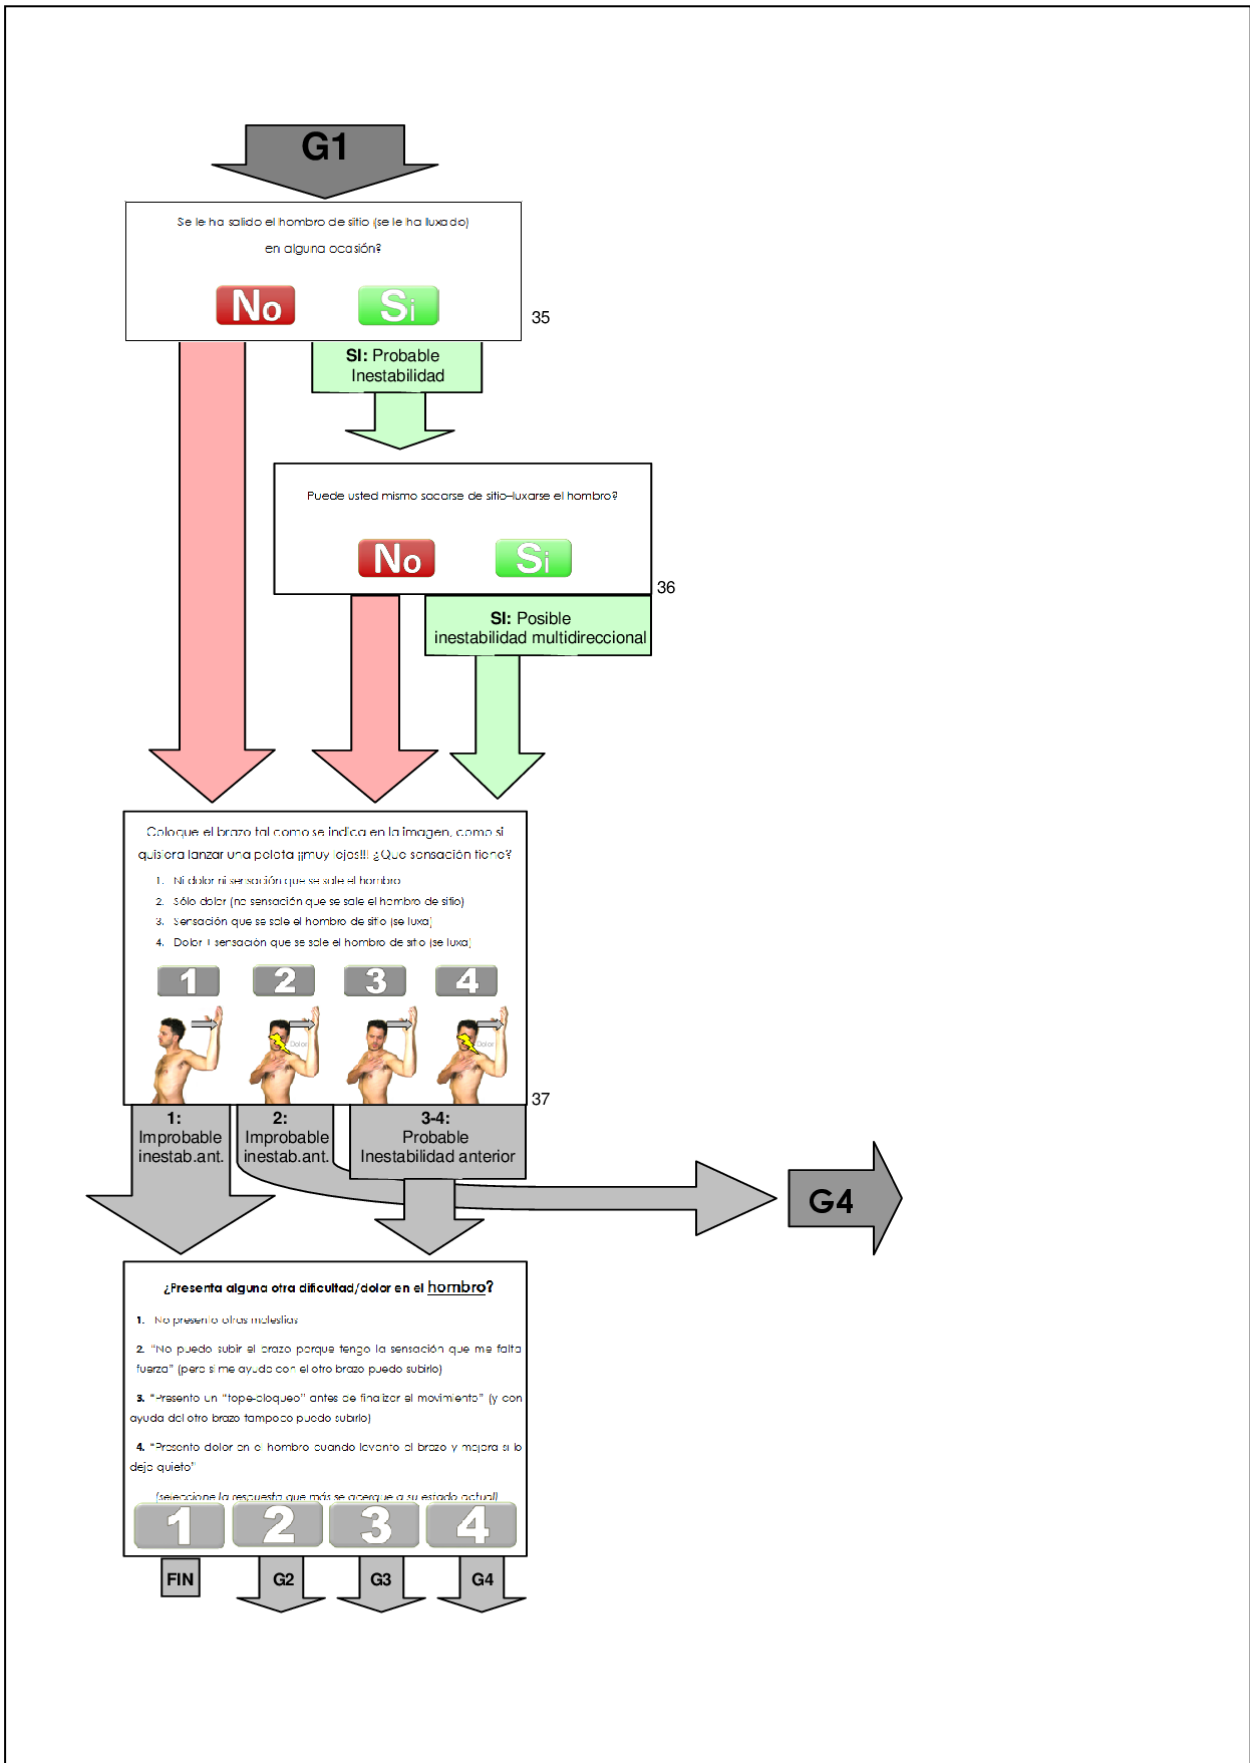 G1
Se le ha salido el hombro de sitio (se le ha luxado)
en alguna ocasión?
No Si
35
SI: Probable
Inestabilidad
Puede usted mismo sacarse de sitio-luxarse el hombro?
No Si
36
SI: Posible
inestabilidad multidireccional
Coloque el brazo tal como se indica en la imagen, como si
quisiera lanzar una pelota ¡¡muy lejos!!! ¿Que sensación tiene?
1. Ni dolor ni sensación que se sale el hombro
2. Sólo dolor (no sensación que se sale el hombro de sitio)
3. Sensación que se sale el hombro de sitio (se luxa)
4. Dolor + sensación que se sale el hombro de sitio (se luxa)
1 2 3 4
Dolor Dolor
37
1: 2: 3-4:
Improbable Improbable Probable
inestab.ant. inestab.ant. Inestabilidad anterior
G4
¿Presenta alguna otra dificultad/dolor en el hombro?
1. No presento otras molestias
2. "No puedo subir el brazo porque tengo la sensación que me falta
fuerza" (pero si me ayudo con el otro brazo puedo subirlo)
3. "Presento un "tope-bloqueo" antes de finalizar el movimiento" (y con
ayuda del otro brazo tampoco puedo subirlo)
4. "Presento dolor en el hombro cuando levanto el brazo y mejora si lo
dejo quieto"
(seleccione la respuesta que más se acerque a su estado actual)
1 2 3 4
FIN G2 G3 G4